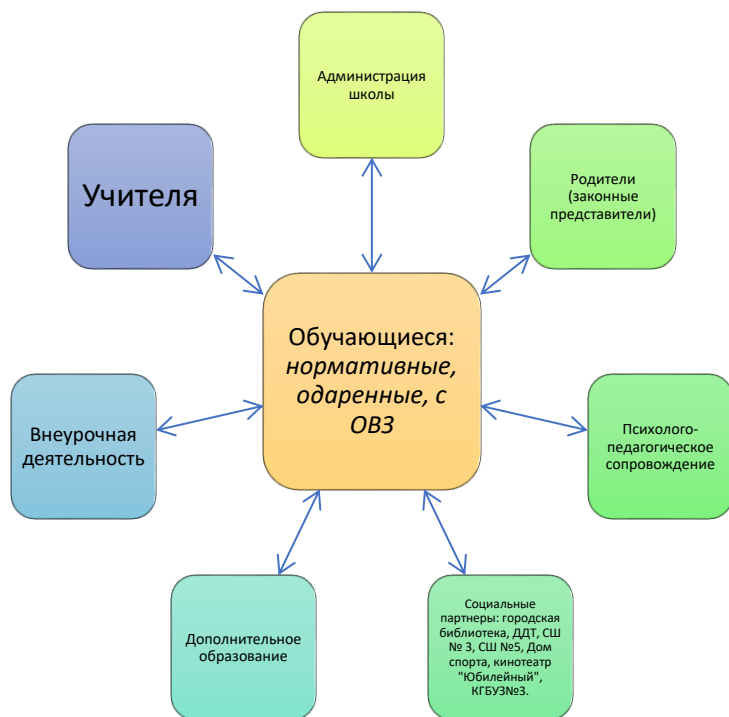 Администрация
школы
Учителя
Родители
(законные
представители)
Обучающиеся:
нормативные,
одаренные, с
ОВЗ
Внеурочная
деятельность
Психолого-
педагогическое
сопровождение
Дополнительное
образование
Социальные
партнеры: городская
библиотека, ДДТ, СШ
№ 3, СШ №5, Дом
спорта, кинотеатр
"Юбилейный",
КГБУЗ№3.